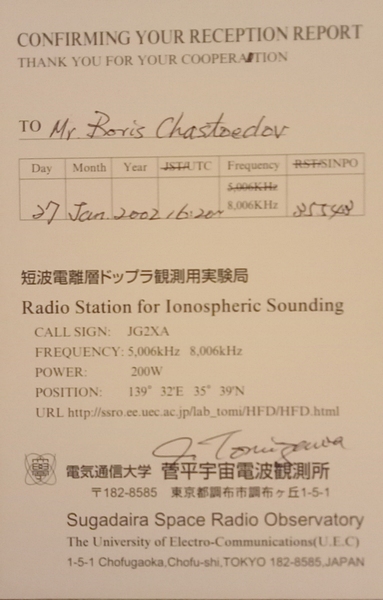 CONFIRMING YOUR RECEPTION REPORT
THANK YOU FOR YOUR COOPERATION
TO Mr Boris Chastoedov
Day Month Year JST/UTC Frequency RST/SINPO
5,006KHz
27 Jan. 2002 16:20 8,006KHz
短波電離層ドップラ観測用実験局
Radio Station for Ionospheric Sounding
CALL SIGN: JG2XA
FREQUENCY: 5,006kHz 8,006kHz
POWER: 200W
POSITION: 139° 32'E 35° 39'N
URL http://ssro.ee.uec.ac.jp/lab_tomi/HFD/HFD.html
Tomizawa
電気通信大学 菅平宇宙電波観測所
〒182-8585 東京都調布市調布ヶ丘1-5-1
Sugadaira Space Radio Observatory
The University of Electro-Communications(U.E.C)
1-5-1 Chofugaoka,Chofu-shi,TOKYO 182-8585,JAPAN